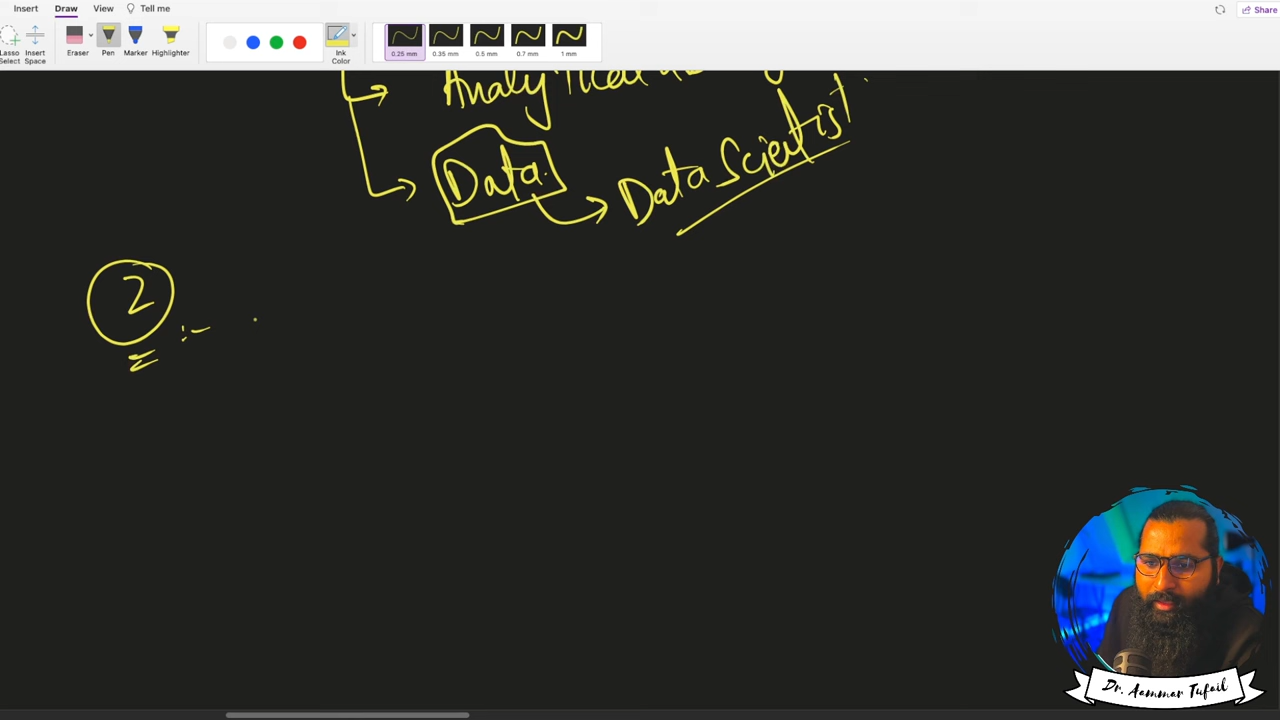 Insert Draw View Tell me Share
Lasso Select Insert Space Eraser Pen Marker Highlighter Ink Color 0.25 mm 0.35 mm 0.5 mm 0.7 mm 1 mm
Analytical
Data. Data Scientist
2 :-
Dr. Aammar Tufail